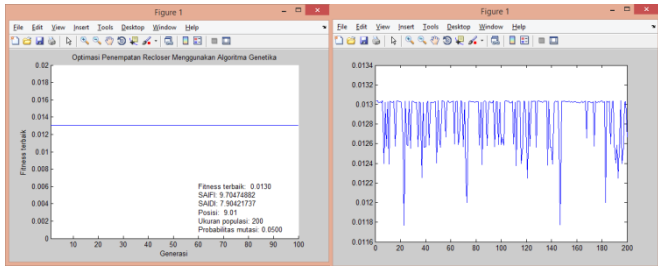 Figure 1
File Edit View Insert Tools Desktop Window Help
Optimasi Penempatan Recloser Menggunakan Algoritma Genetika
0.02
0.018
0.016
0.014
0.012
0.01
0.008
0.006
0.004
0.002
0
Fitness terbaik
Fitness terbaik: 0.0130
SAIFI: 9.70474882
SAIDI: 7.90421737
Posisi: 9.01
Ukuran populasi: 200
Probabilitas mutasi: 0.0500
10 20 30 40 50 60 70 80 90 100
Generasi
Figure 1
File Edit View Insert Tools Desktop Window Help
0.0134
0.0132
0.013
0.0128
0.0126
0.0124
0.0122
0.012
0.0118
0.0116
0 20 40 60 80 100 120 140 160 180 200